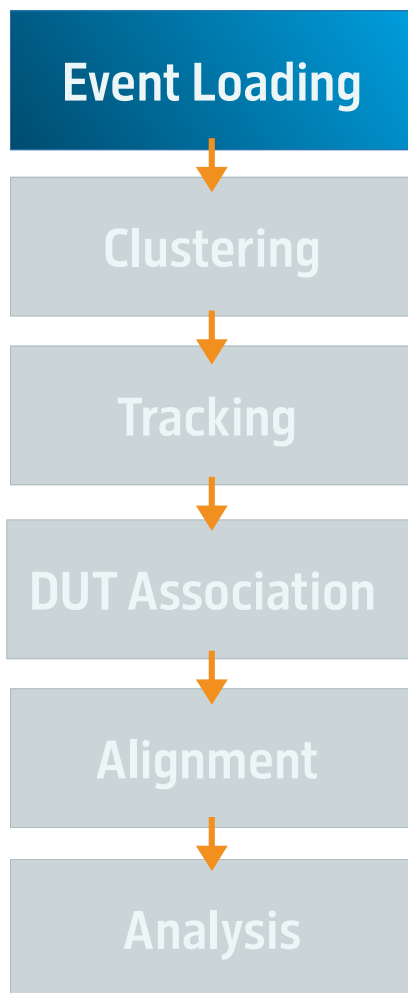 Event Loading
Clustering
Tracking
DUT Association
Alignment
Analysis